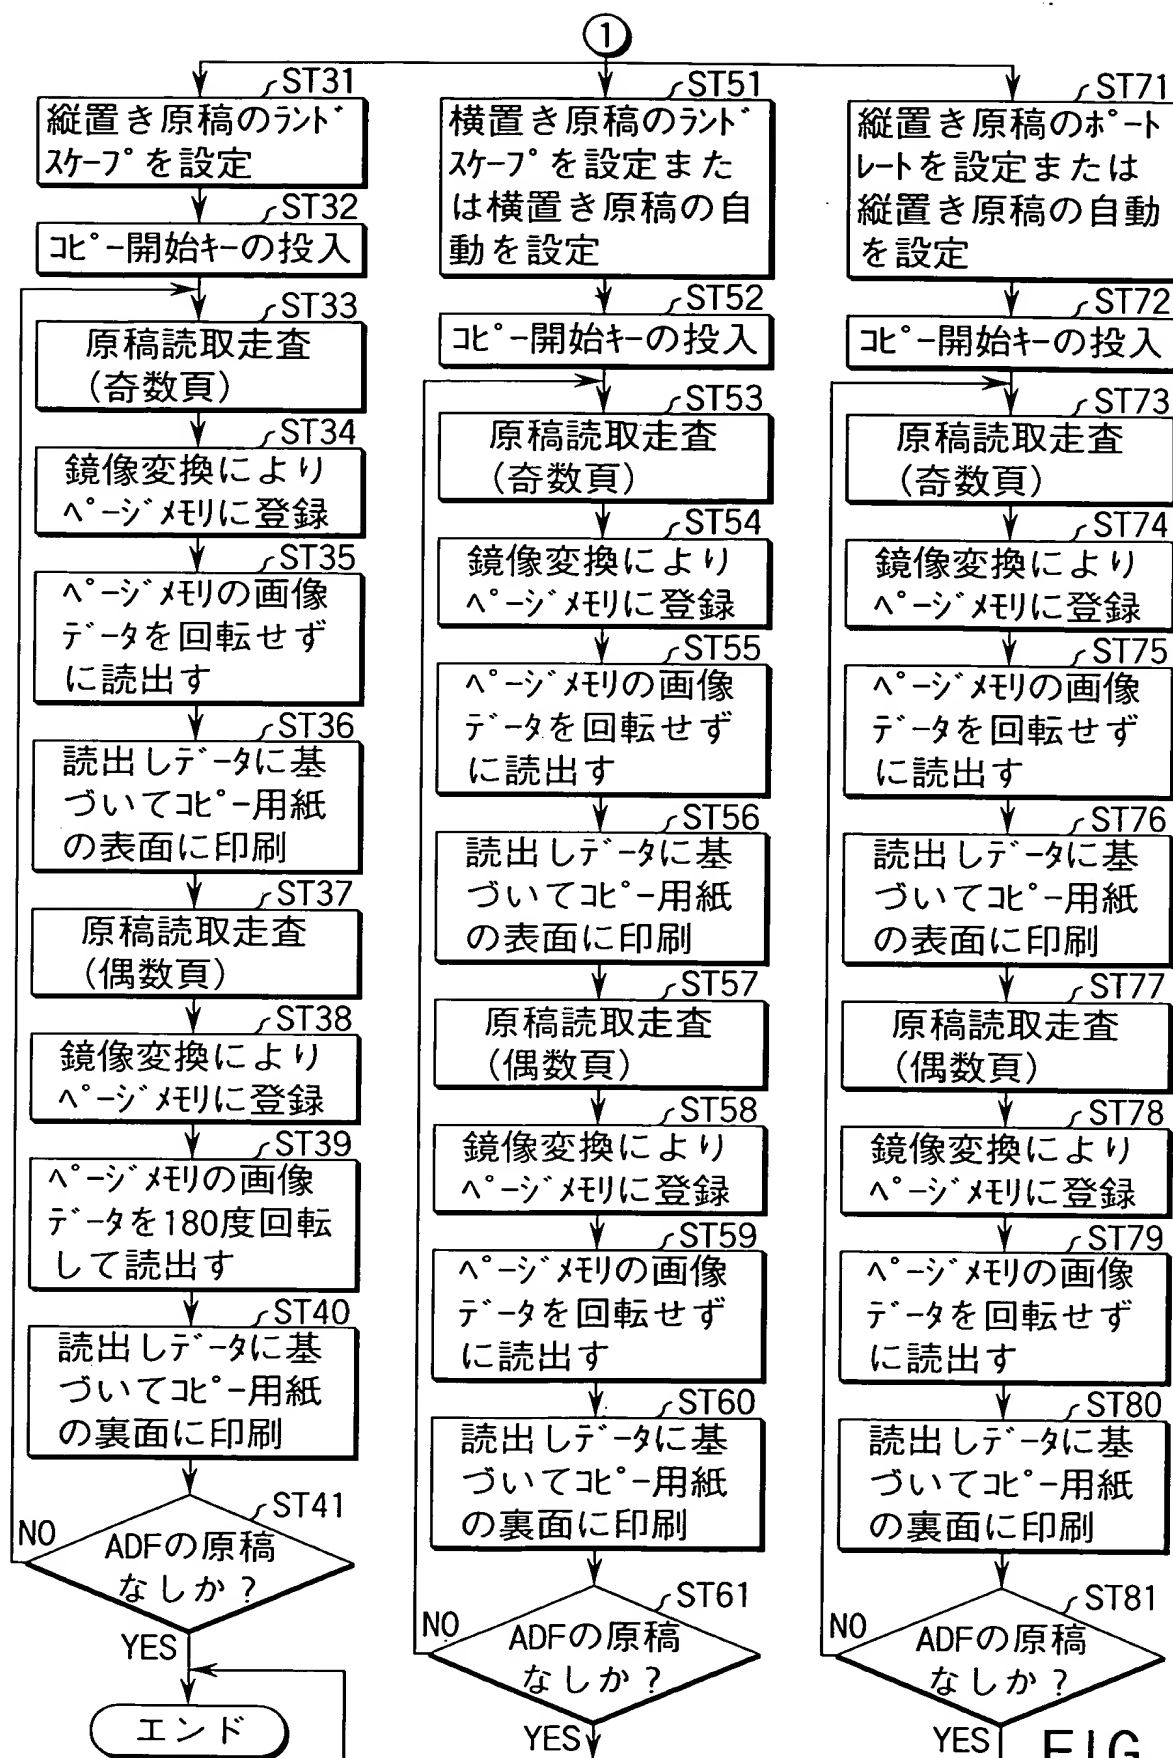 1
ST31
縦置き原稿のランド
スケープを設定
ST32
コピー開始キーの投入
ST33
原稿読取走査
(奇数頁)
ST34
鏡像変換により
ページメモリに登録
ST35
ページメモリの画像
データを回転せず
に読出す
ST36
読出しデータに基
づいてコピー用紙
の表面に印刷
ST37
原稿読取走査
(偶数頁)
ST38
鏡像変換により
ページメモリに登録
ST39
ページメモリの画像
データを180度回転
して読出す
ST40
読出しデータに基
づいてコピー用紙
の裏面に印刷
ST41
ADFの原稿
なしか?
NO
YES
エンド
ST51
横置き原稿のランド
スケープを設定また
は横置き原稿の自
動を設定
ST52
コピー開始キーの投入
ST53
原稿読取走査
(奇数頁)
ST54
鏡像変換により
ページメモリに登録
ST55
ページメモリの画像
データを回転せず
に読出す
ST56
読出しデータに基
づいてコピー用紙
の表面に印刷
ST57
原稿読取走査
(偶数頁)
ST58
鏡像変換により
ページメモリに登録
ST59
ページメモリの画像
データを回転せず
に読出す
ST60
読出しデータに基
づいてコピー用紙
の裏面に印刷
ST61
ADFの原稿
なしか?
NO
YES
ST71
縦置き原稿のポート
レートを設定または
縦置き原稿の自動
を設定
ST72
コピー開始キーの投入
ST73
原稿読取走査
(奇数頁)
ST74
鏡像変換により
ページメモリに登録
ST75
ページメモリの画像
データを回転せず
に読出す
ST76
読出しデータに基
づいてコピー用紙
の表面に印刷
ST77
原稿読取走査
(偶数頁)
ST78
鏡像変換により
ページメモリに登録
ST79
ページメモリの画像
データを回転せず
に読出す
ST80
読出しデータに基
づいてコピー用紙
の裏面に印刷
ST81
ADFの原稿
なしか?
NO
YES
FIG